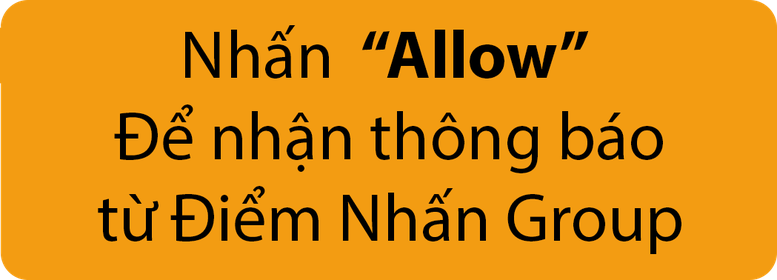 Nhấn “Allow”
Để nhận thông báo
từ Điểm Nhấn Group